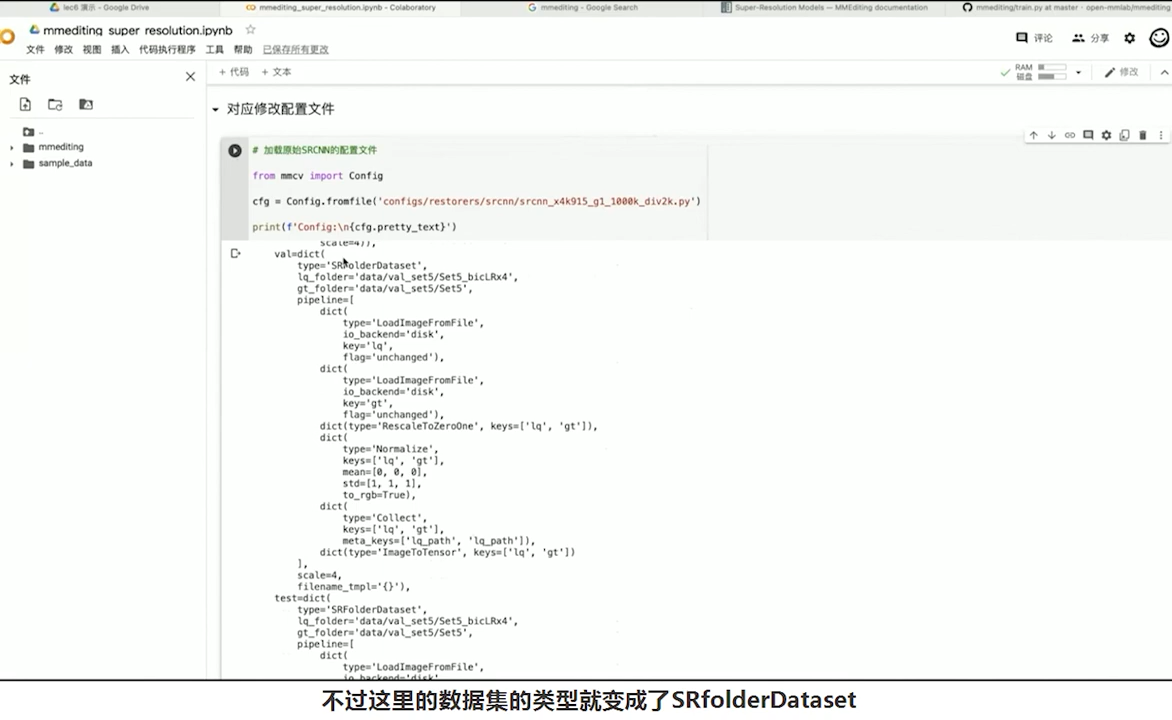 lec6 演示 - Google Drive
mmediting_super_resolution.ipynb - Colaboratory
mmediting - Google Search
Super-Resolution Models — MMEditing documentation
mmediting/train.py at master · open-mmlab/mmediting
mmediting_super_resolution.ipynb
文件 修改 视图 插入 代码执行程序 工具 帮助 已保存所有更改
评论 分享
文件
+ 代码 + 文本
RAM
磁盘
修改
..
mmediting
sample_data
对应修改配置文件
# 加载原始SRCNN的配置文件
from mmcv import Config
cfg = Config.fromfile('configs/restorers/srcnn/srcnn_x4k915_g1_1000k_div2k.py')
print(f'Config:\n{cfg.pretty_text}')
scale=4)),
val=dict(
type='SRFolderDataset',
lq_folder='data/val_set5/Set5_bicLRx4',
gt_folder='data/val_set5/Set5',
pipeline=[
dict(
type='LoadImageFromFile',
io_backend='disk',
key='lq',
flag='unchanged'),
dict(
type='LoadImageFromFile',
io_backend='disk',
key='gt',
flag='unchanged'),
dict(type='RescaleToZeroOne', keys=['lq', 'gt']),
dict(
type='Normalize',
keys=['lq', 'gt'],
mean=[0, 0, 0],
std=[1, 1, 1],
to_rgb=True),
dict(
type='Collect',
keys=['lq', 'gt'],
meta_keys=['lq_path', 'lq_path']),
dict(type='ImageToTensor', keys=['lq', 'gt'])
],
scale=4,
filename_tmpl='{}'),
test=dict(
type='SRFolderDataset',
lq_folder='data/val_set5/Set5_bicLRx4',
gt_folder='data/val_set5/Set5',
pipeline=[
dict(
type='LoadImageFromFile',
io_backend='disk'
不过这里的数据集的类型就变成了SRfolderDataset